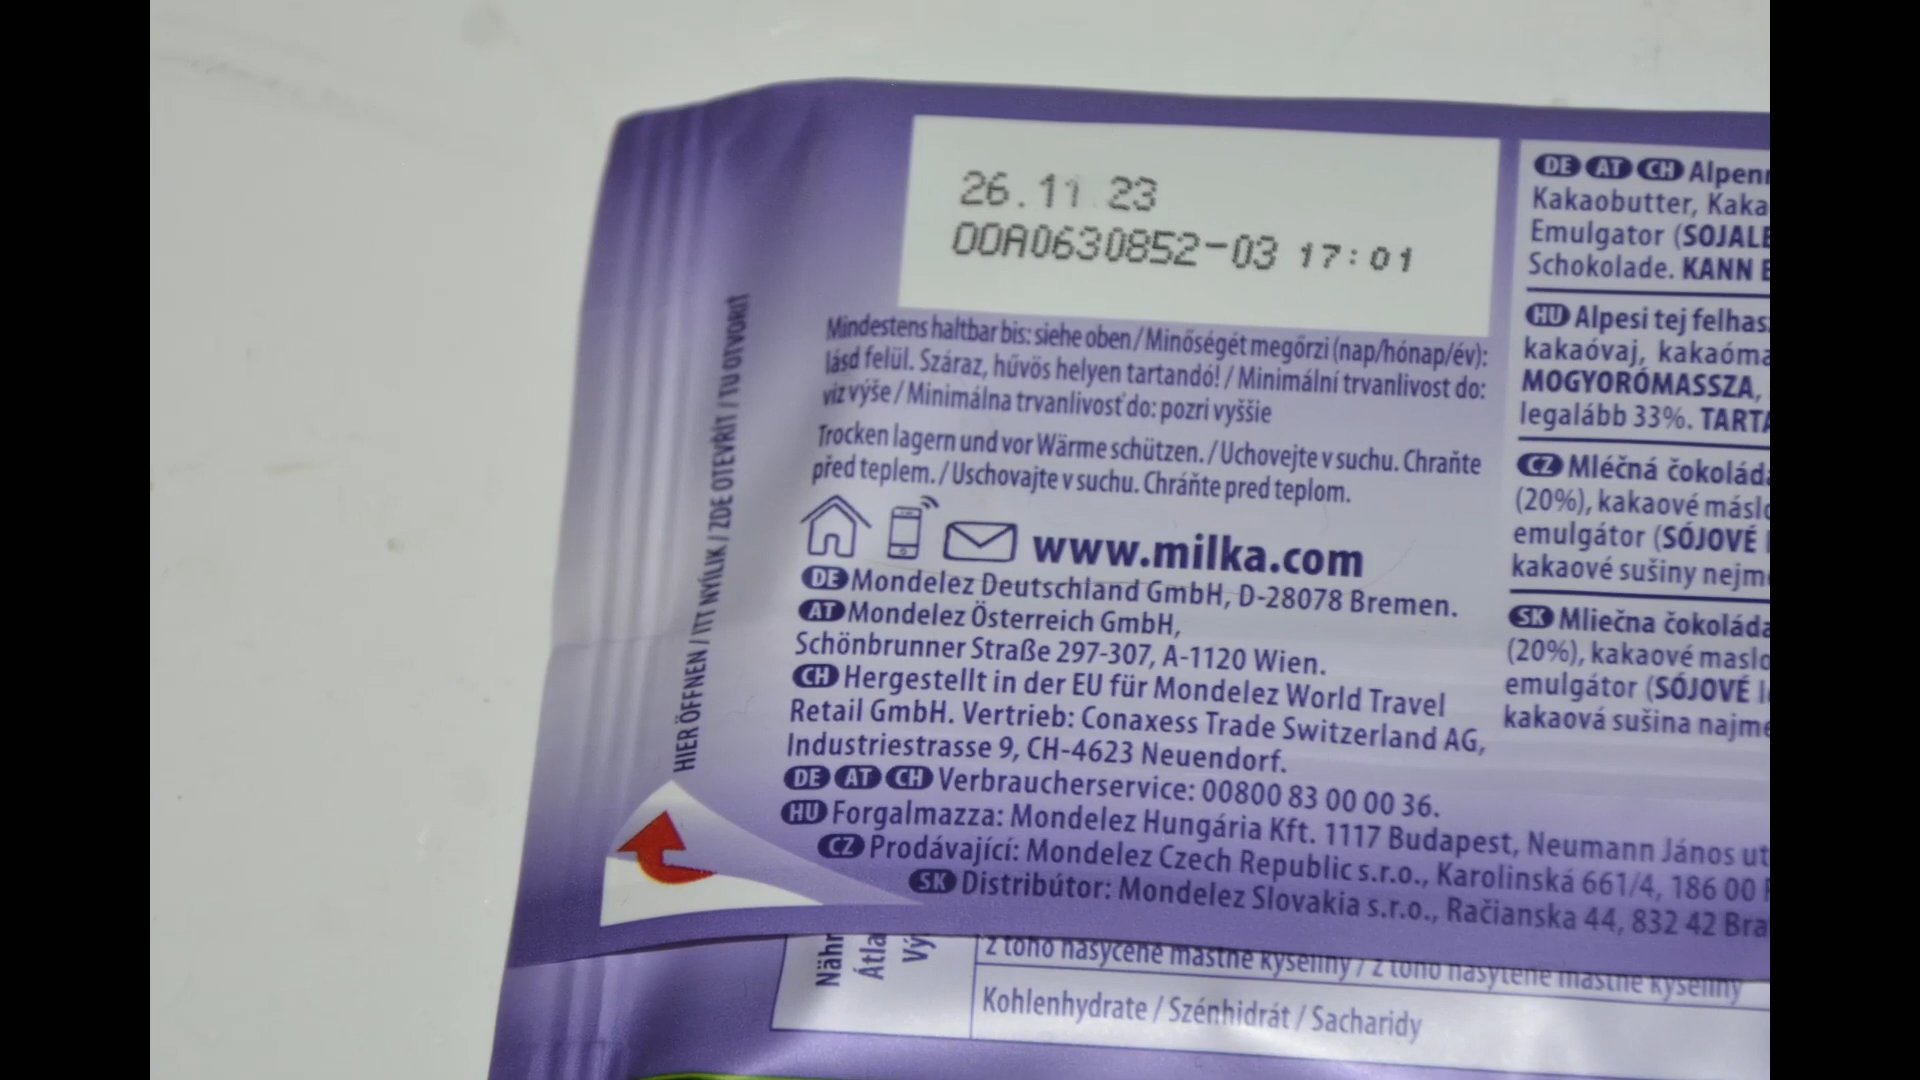 26.11 23
OOA0630852-03 17:01
Mindestens haltbar bis: siehe oben / Minőségét megőrzi (nap/hónap/év):
lásd felül. Száraz, hűvös helyen tartandó! / Minimální trvanlivost do:
viz výše / Minimálna trvanlivosť do: pozri vyššie
Trocken lagern und vor Wärme schützen. / Uchovejte v suchu. Chraňte
před teplem. / Uschovajte v suchu. Chráňte pred teplom.
www.milka.com
DE Mondelez Deutschland GmbH, D-28078 Bremen.
AT Mondelez Österreich GmbH,
Schönbrunner Straße 297-307, A-1120 Wien.
CH Hergestellt in der EU für Mondelez World Travel
Retail GmbH. Vertrieb: Conaxess Trade Switzerland AG,
Industriestrasse 9, CH-4623 Neuendorf.
DE AT CH Verbraucherservice: 00800 83 00 00 36.
HU Forgalmazza: Mondelez Hungária Kft. 1117 Budapest, Neumann János ut
CZ Prodávající: Mondelez Czech Republic s.r.o., Karolinská 661/4, 186 00
SK Distribútor: Mondelez Slovakia s.r.o., Račianska 44, 832 42 Bra
HIER ÖFFNEN / ITT NYÍLIK / ZDE OTEVŘÍT / TU OTVORIŤ
DE AT CH Alpenm
Kakaobutter, Kaka
Emulgator (SOJALE
Schokolade. KANN E
HU Alpesi tej felhas
kakaóvaj, kakaóma
MOGYORÓMASSZA,
legalább 33%. TARTA
CZ Mléčná čokoláda
(20%), kakaové máslo
emulgátor (SÓJOVÉ
kakaové sušiny nejm
SK Mliečna čokoláda
(20%), kakaové maslo
emulgátor (SÓJOVÉ l
kakaová sušina najme
Nähr
Átla
Vý
z toho nasycené mastné kyseliny / z toho nasýtené mastné kyseliny
Kohlenhydrate / Szénhidrát / Sacharidy